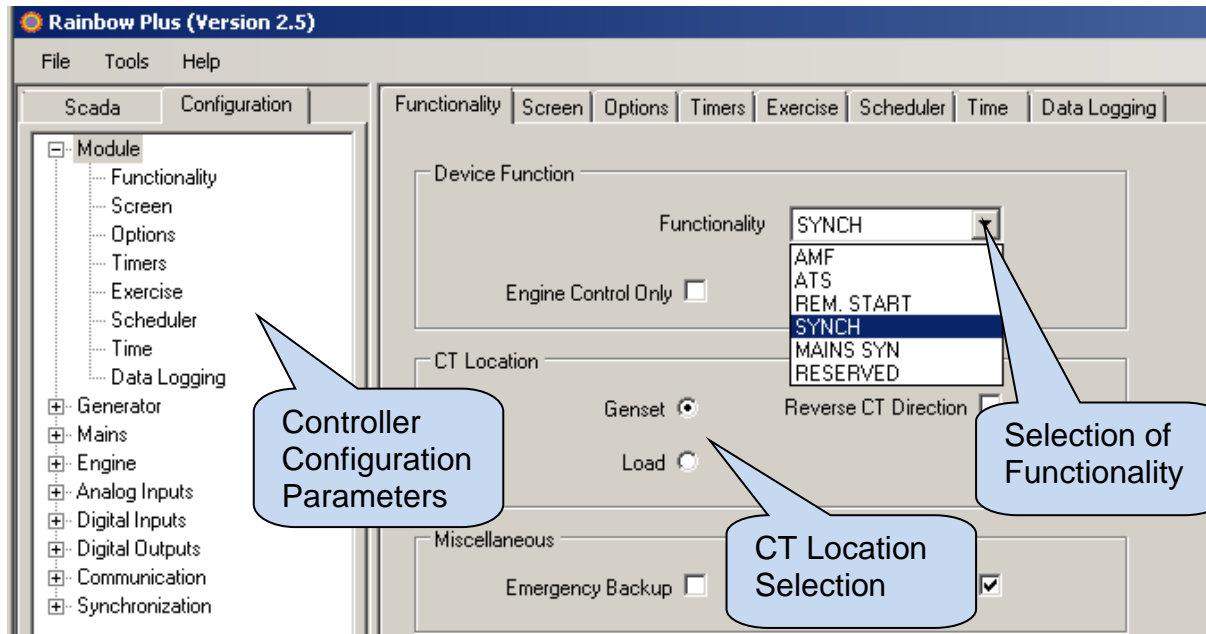 Rainbow Plus (Version 2.5)
File Tools Help
Scada Configuration
Functionality Screen Options Timers Exercise Scheduler Time Data Logging
Module
Functionality
Screen
Options
Timers
Exercise
Scheduler
Time
Data Logging
Generator
Mains
Engine
Analog Inputs
Digital Inputs
Digital Outputs
Communication
Synchronization
Controller
Configuration
Parameters
Device Function
Functionality SYNCH
AMF
ATS
REM. START
SYNCH
MAINS SYN
RESERVED
Engine Control Only
CT Location
Genset
Reverse CT Direction
Load
Selection of
Functionality
Miscellaneous
Emergency Backup
CT Location
Selection